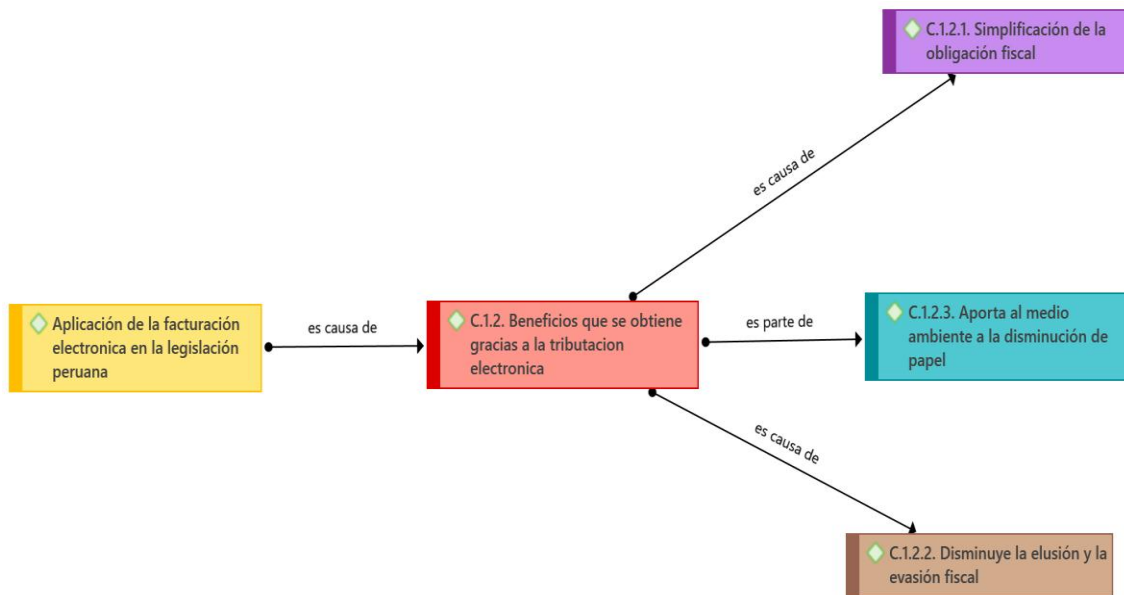 C.1.2.1. Simplificación de la
obligación fiscal
es causa de
Aplicación de la facturación
electronica en la legislación
peruana
es causa de
C.1.2. Beneficios que se obtiene
gracias a la tributacion
electronica
es parte de
C.1.2.3. Aporta al medio
ambiente a la disminución de
papel
es causa de
C.1.2.2. Disminuye la elusión y la
evasión fiscal